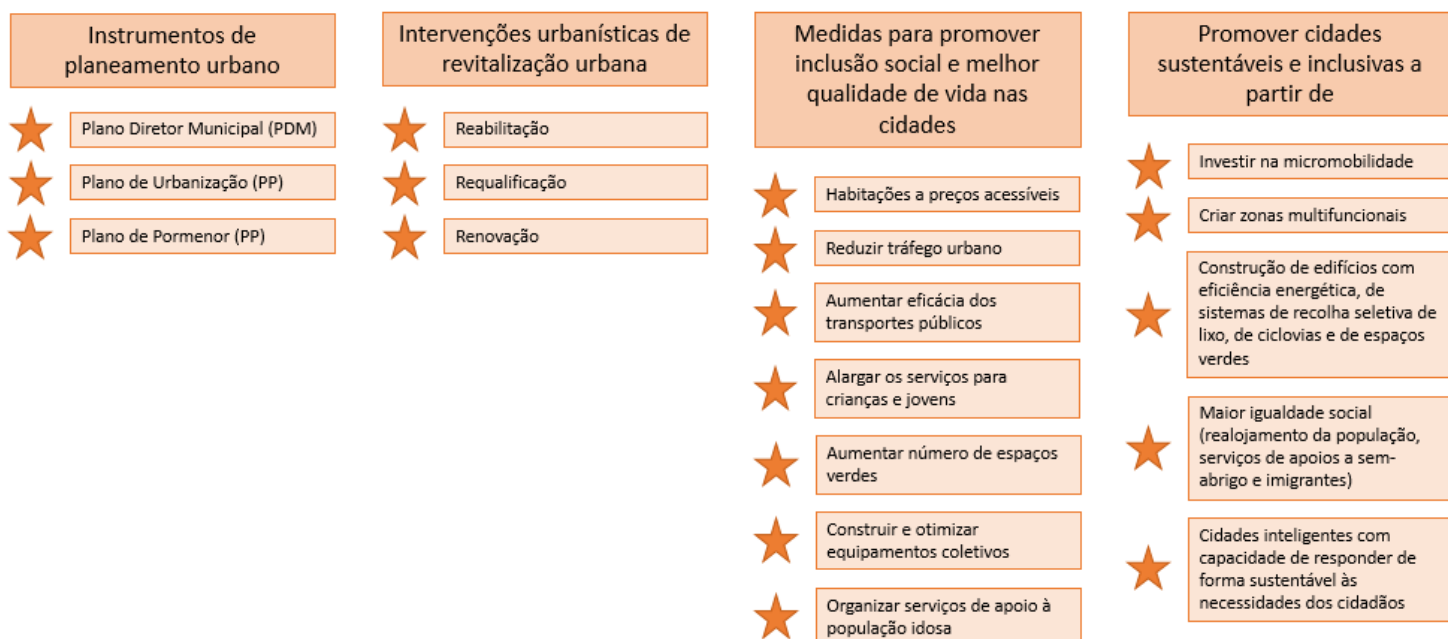 Instrumentos de
planeamento urbano
Plano Diretor Municipal (PDM)
Plano de Urbanização (PP)
Plano de Pormenor (PP)
Intervenções urbanísticas de
revitalização urbana
Reabilitação
Requalificação
Renovação
Medidas para promover
inclusão social e melhor
qualidade de vida nas
cidades
Habitações a preços acessíveis
Reduzir tráfego urbano
Aumentar eficácia dos
transportes públicos
Alargar os serviços para
crianças e jovens
Aumentar número de espaços
verdes
Construir e otimizar
equipamentos coletivos
Organizar serviços de apoio à
população idosa
Promover cidades
sustentáveis e inclusivas a
partir de
Investir na micromobilidade
Criar zonas multifuncionais
Construção de edifícios com
eficiência energética, de
sistemas de recolha seletiva de
lixo, de ciclovias e de espaços
verdes
Maior igualdade social
(realojamento da população,
serviços de apoios a sem-
abrigo e imigrantes)
Cidades inteligentes com
capacidade de responder de
forma sustentável às
necessidades dos cidadãos